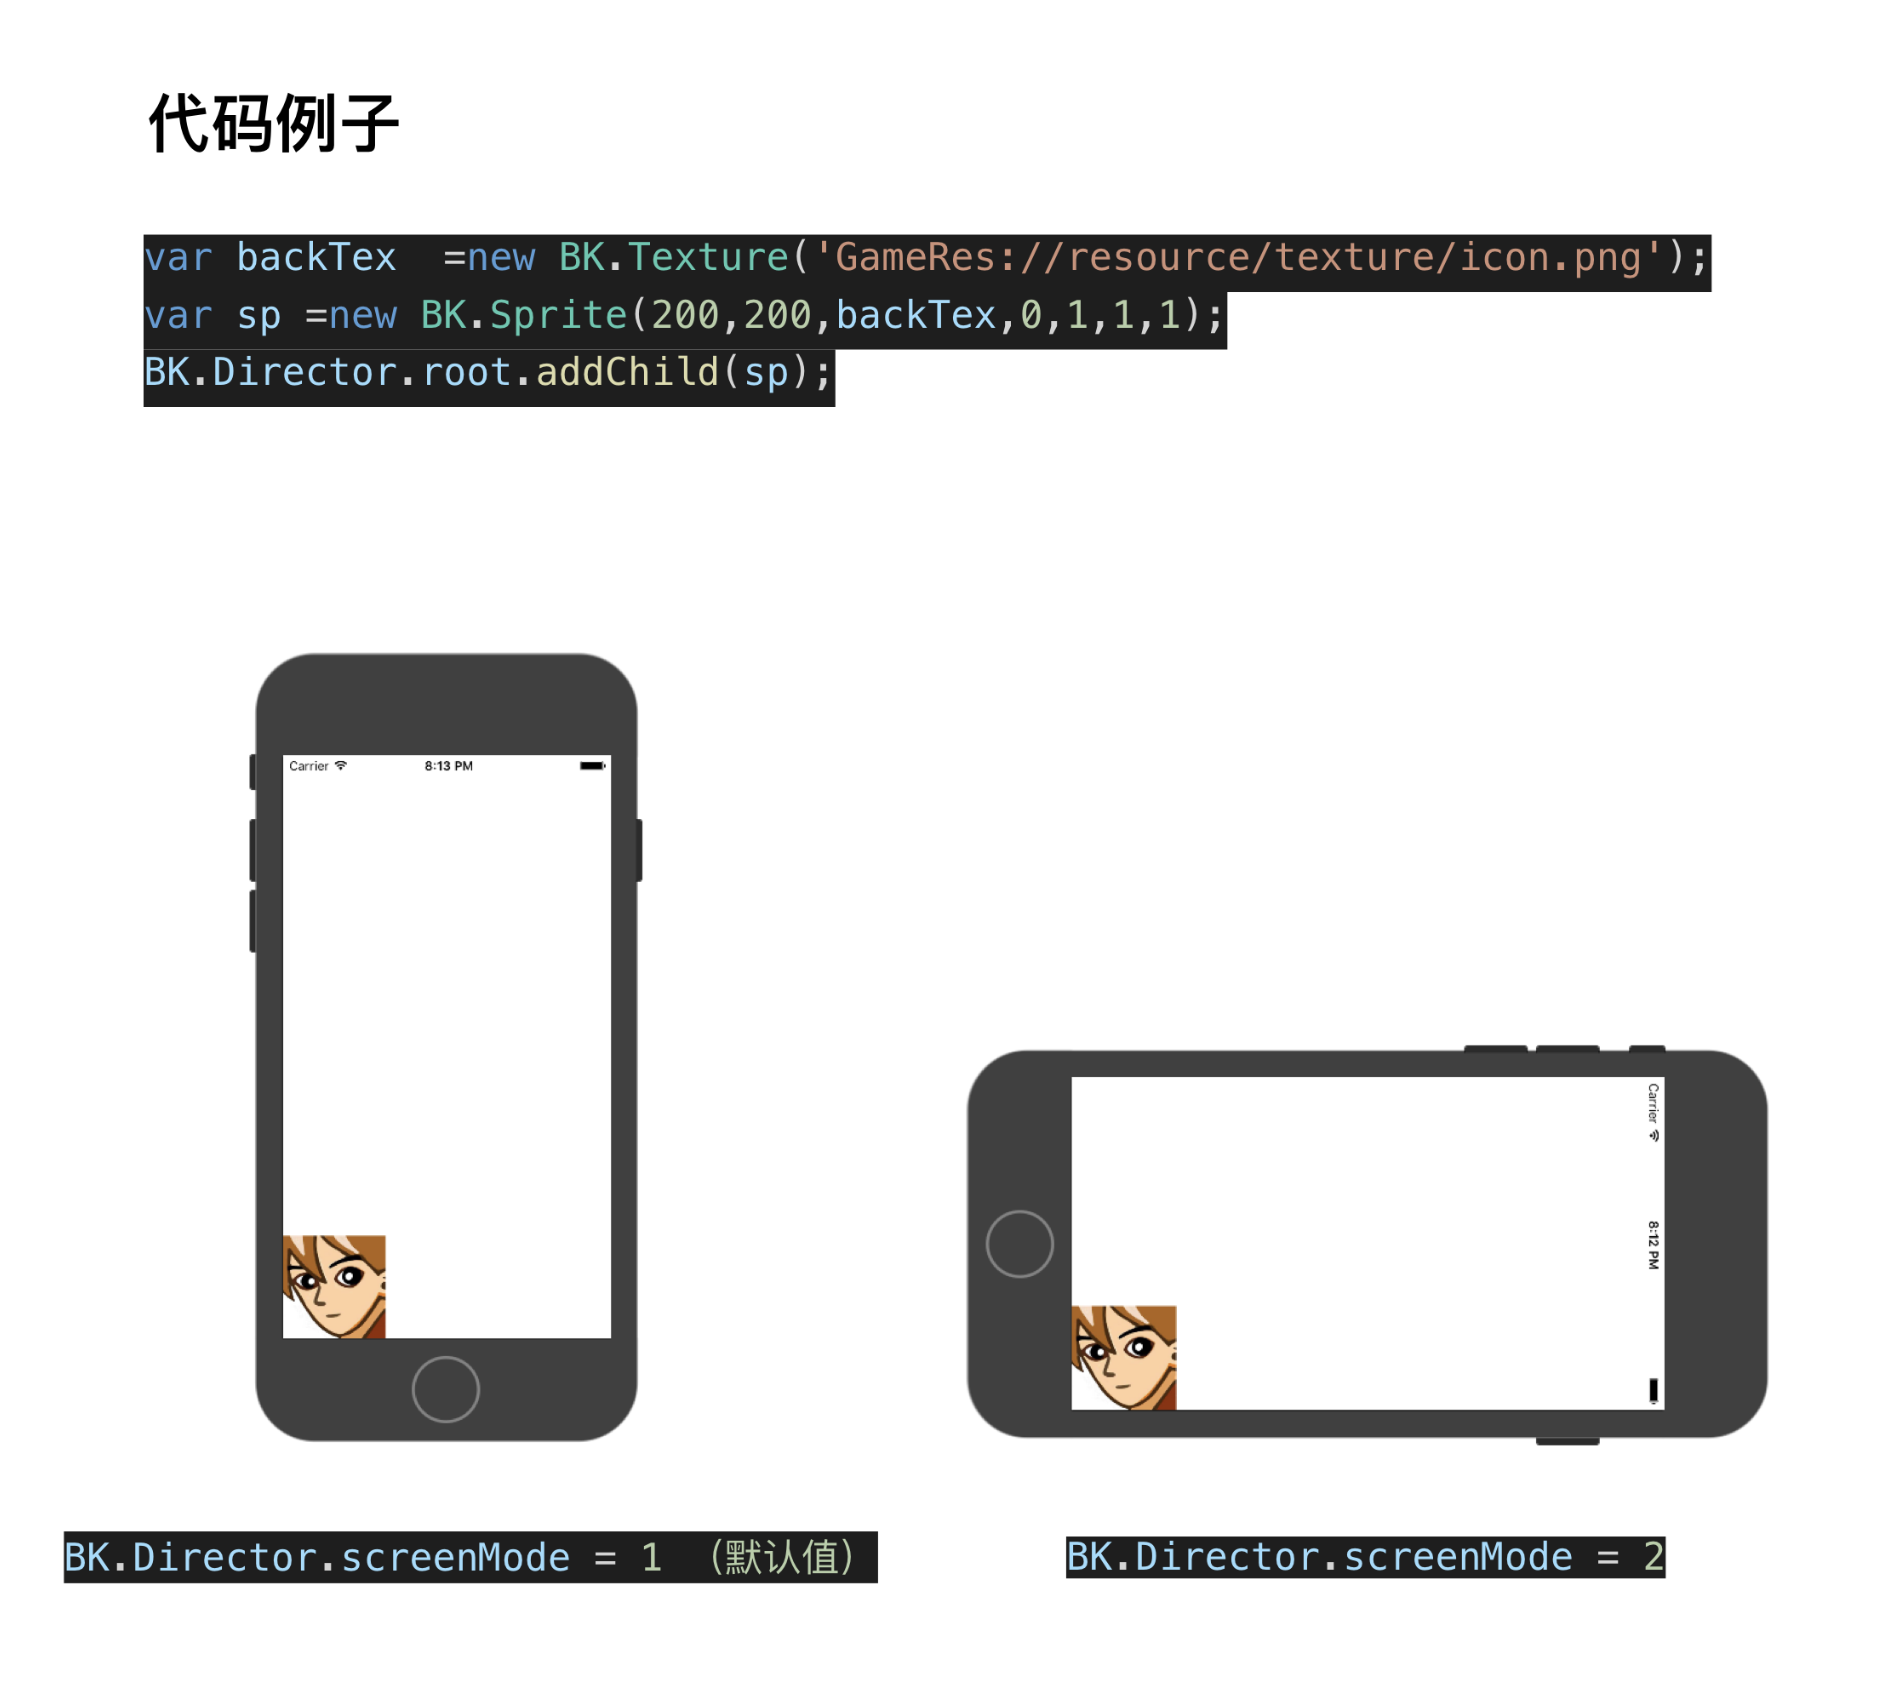 代码例子
var backTex  =new BK.Texture('GameRes://resource/texture/icon.png');
var sp =new BK.Sprite(200,200,backTex,0,1,1,1);
BK.Director.root.addChild(sp);
Carrier 8:13 PM
Carrier 8:12 PM
BK.Director.screenMode = 1 （默认值）
BK.Director.screenMode = 2